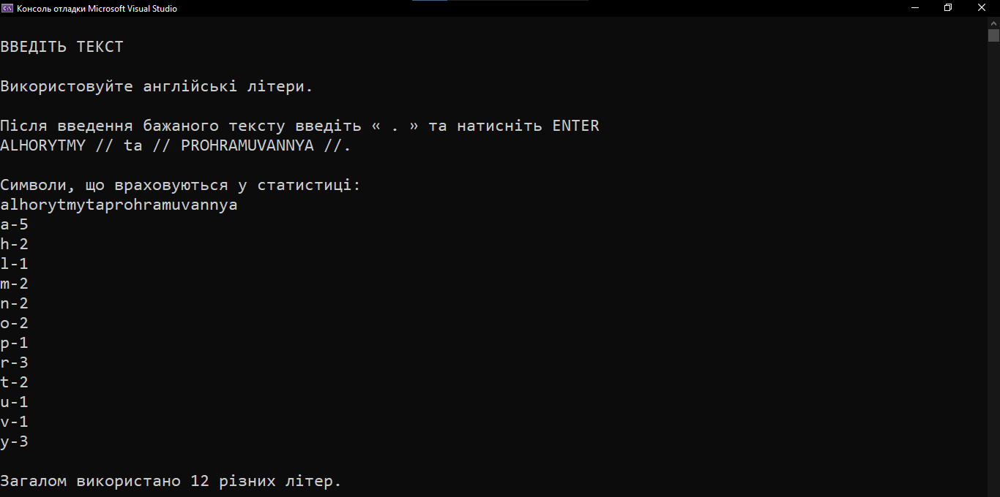 Консоль отладки Microsoft Visual Studio
ВВЕДІТЬ ТЕКСТ
Використовуйте англійські літери.
Після введення бажаного тексту введіть « . » та натисніть ENTER
ALHORYTMY // ta // PROHRAMUVANNYA //.
Символи, що враховуються у статистиці:
alhorytmytaprohramuvannya
a-5
h-2
l-1
m-2
n-2
o-2
p-1
r-3
t-2
u-1
v-1
y-3
Загалом використано 12 різних літер.